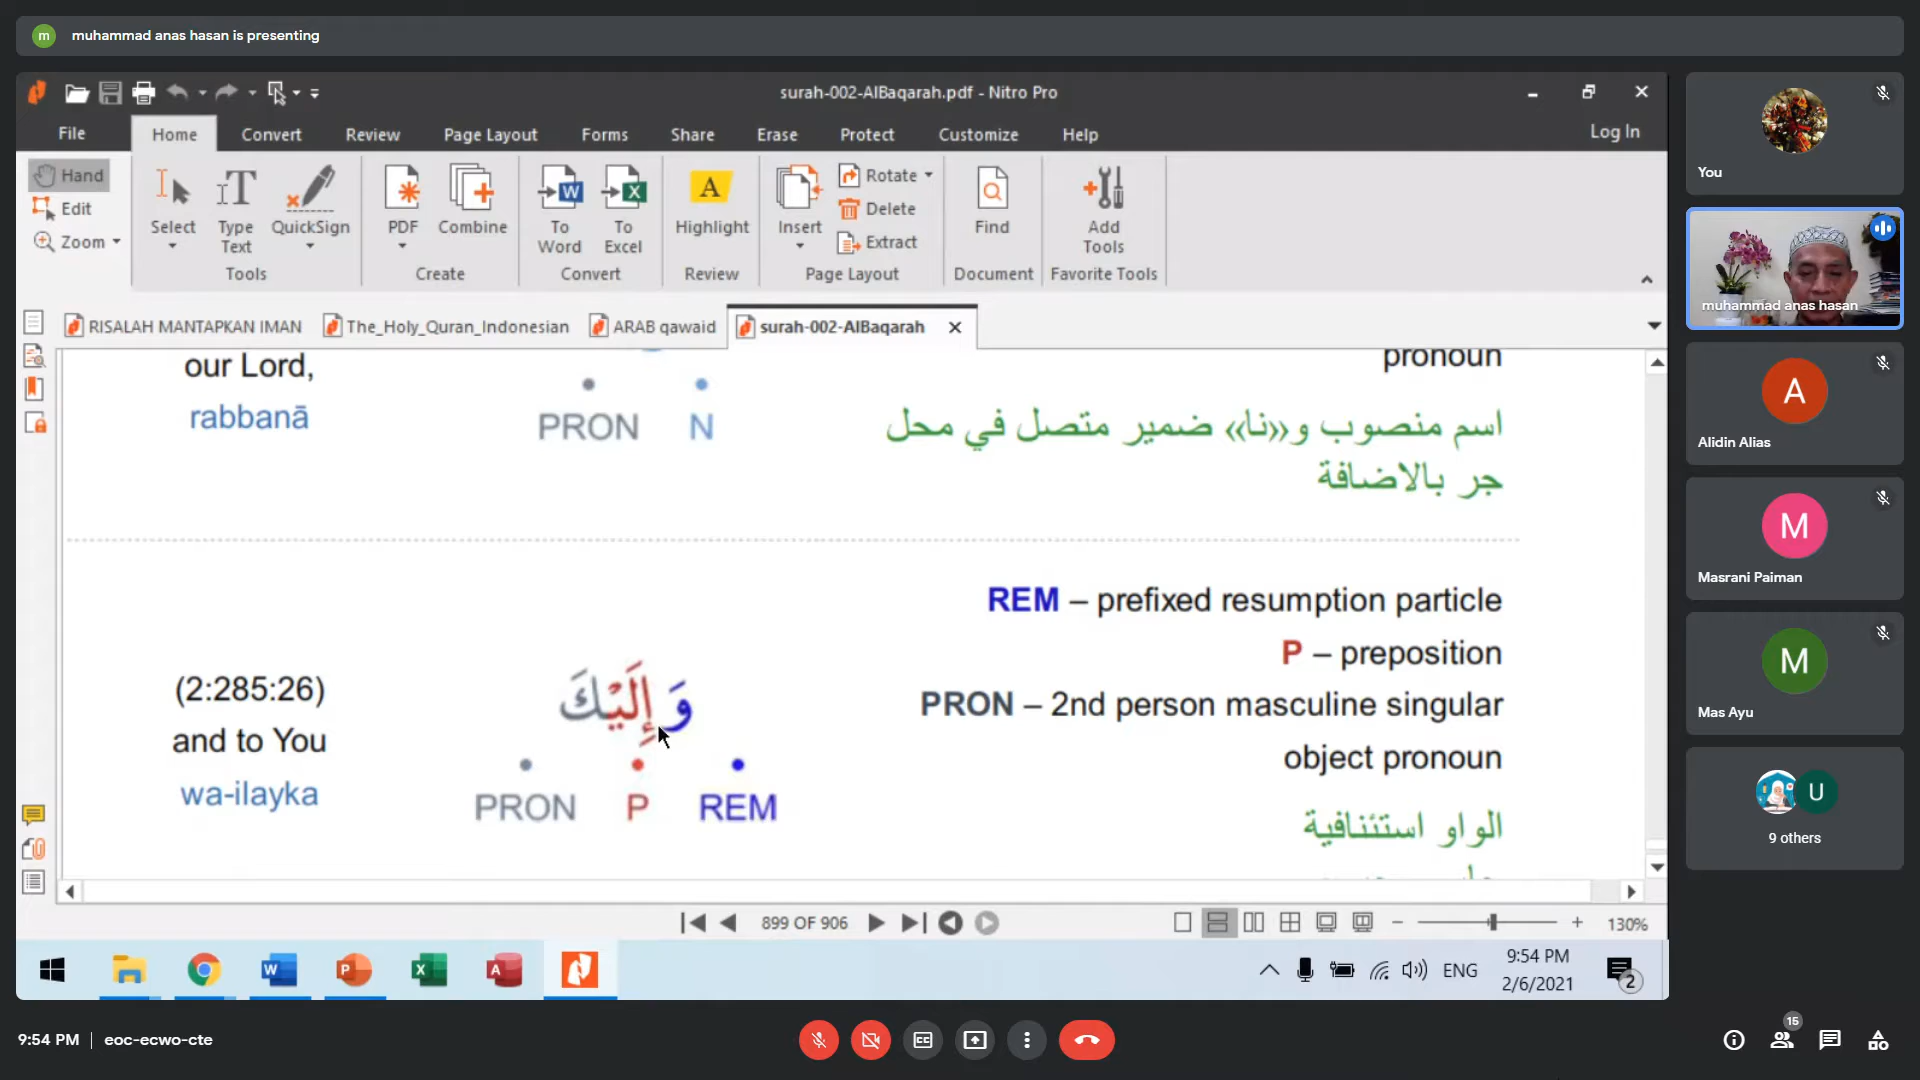 m muhammad anas hasan is presenting
surah-002-AlBaqarah.pdf - Nitro Pro
File Home Convert Review Page Layout Forms Share Erase Protect Customize Help Log In
Hand
Edit
Zoom
Select
Type Text
QuickSign
Tools
PDF
Combine
Create
To Word
To Excel
Convert
Highlight
Review
Insert
Rotate
Delete
Extract
Page Layout
Find
Document
Add Tools
Favorite Tools
RISALAH MANTAPKAN IMAN The_Holy_Quran_Indonesian ARAB qawaid surah-002-AlBaqarah
our Lord,
rabbanā
PRON N
pronoun
اسم منصوب و«نا» ضمير متصل في محل
جر بالاضافة
(2:285:26)
and to You
wa-ilayka
وَإِلَيْكَ
PRON P REM
REM – prefixed resumption particle
P – preposition
PRON – 2nd person masculine singular
object pronoun
الواو استئنافية
899 OF 906
130%
ENG
9:54 PM
2/6/2021
2
You
muhammad anas hasan
A
Alidin Alias
M
Masrani Paiman
M
Mas Ayu
U
9 others
9:54 PM | eoc-ecwo-cte
15